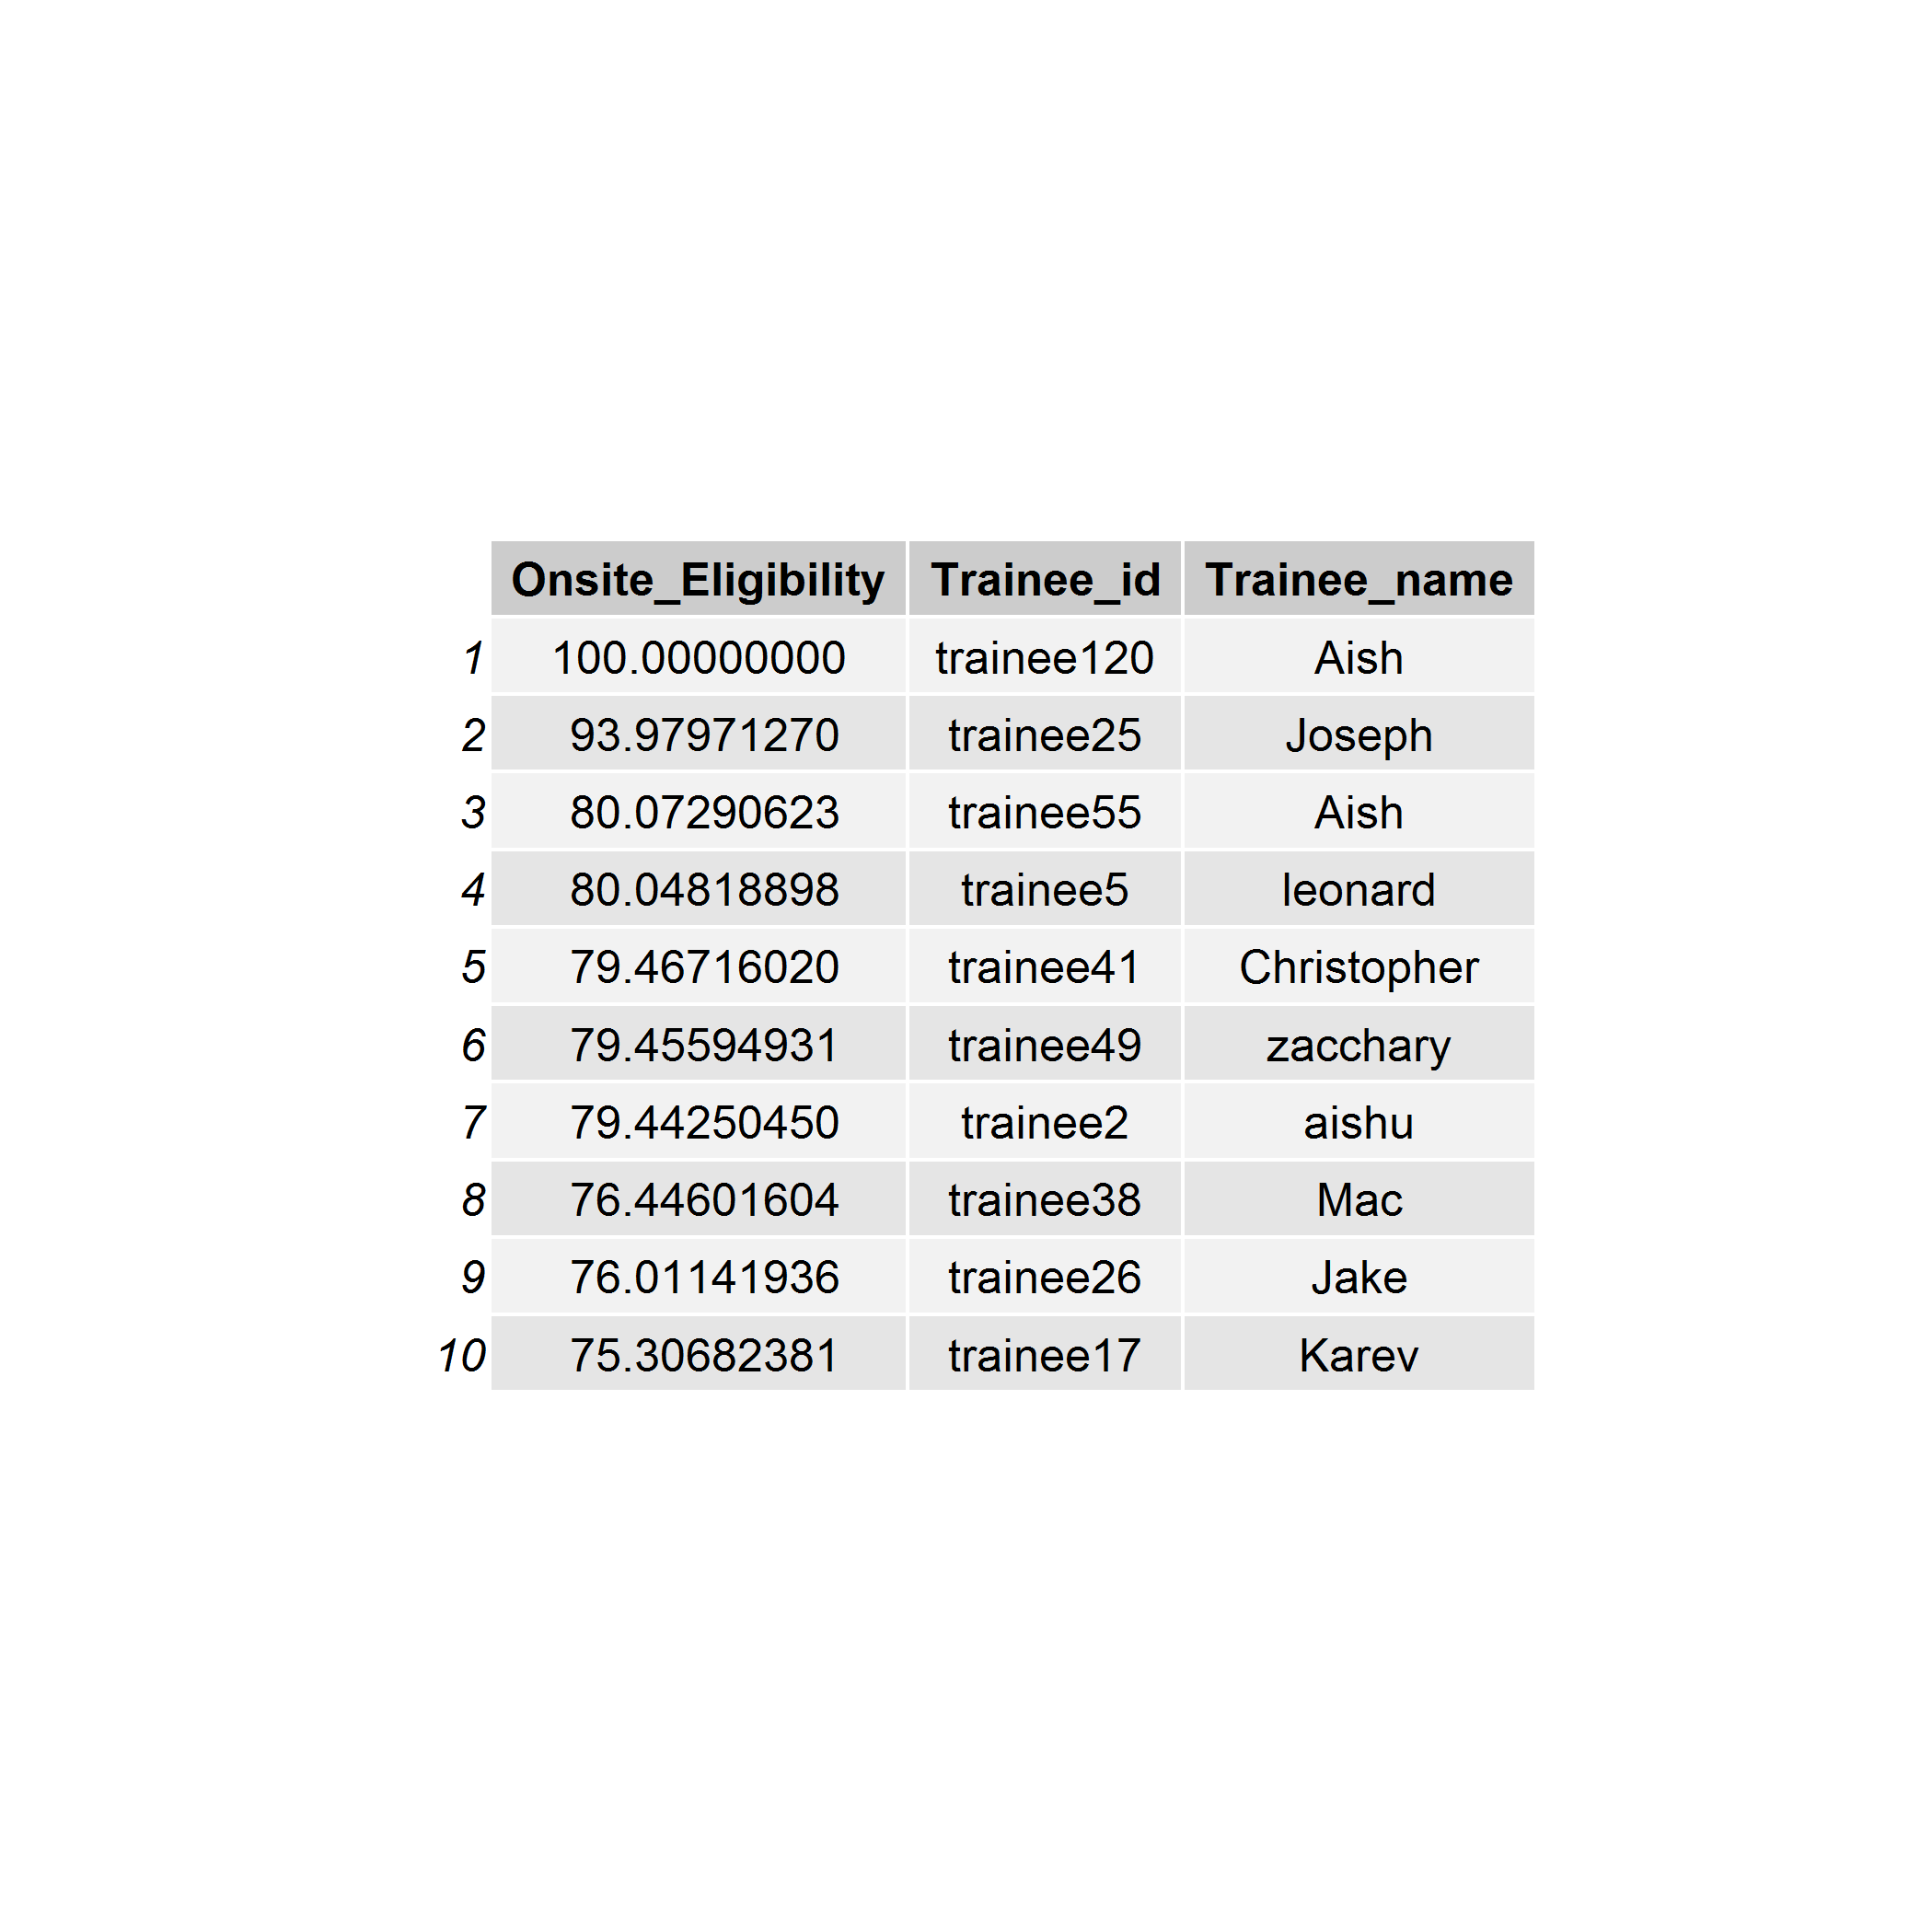 Onsite_Eligibility Trainee_id Trainee_name
1 100.00000000 trainee120 Aish
2 93.97971270 trainee25 Joseph
3 80.07290623 trainee55 Aish
4 80.04818898 trainee5 leonard
5 79.46716020 trainee41 Christopher
6 79.45594931 trainee49 zacchary
7 79.44250450 trainee2 aishu
8 76.44601604 trainee38 Mac
9 76.01141936 trainee26 Jake
10 75.30682381 trainee17 Karev